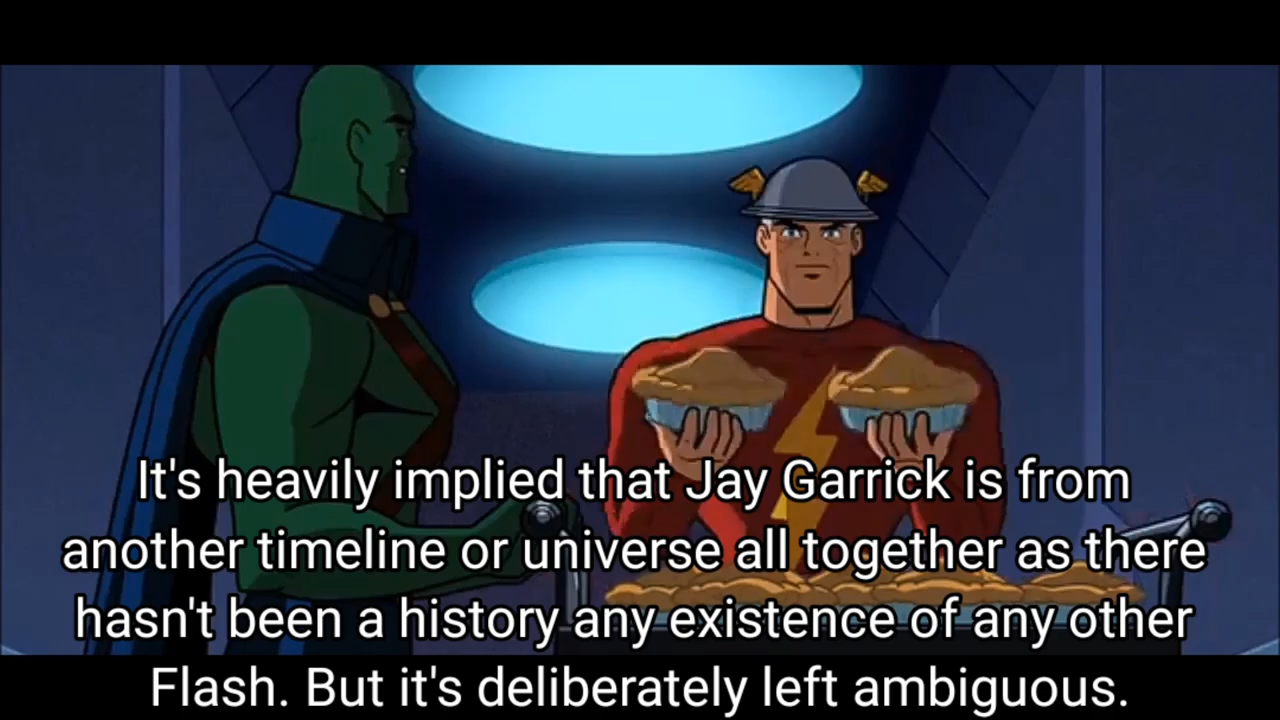 It's heavily implied that Jay Garrick is from
another timeline or universe all together as there
hasn't been a history any existence of any other
Flash. But it's deliberately left ambiguous.